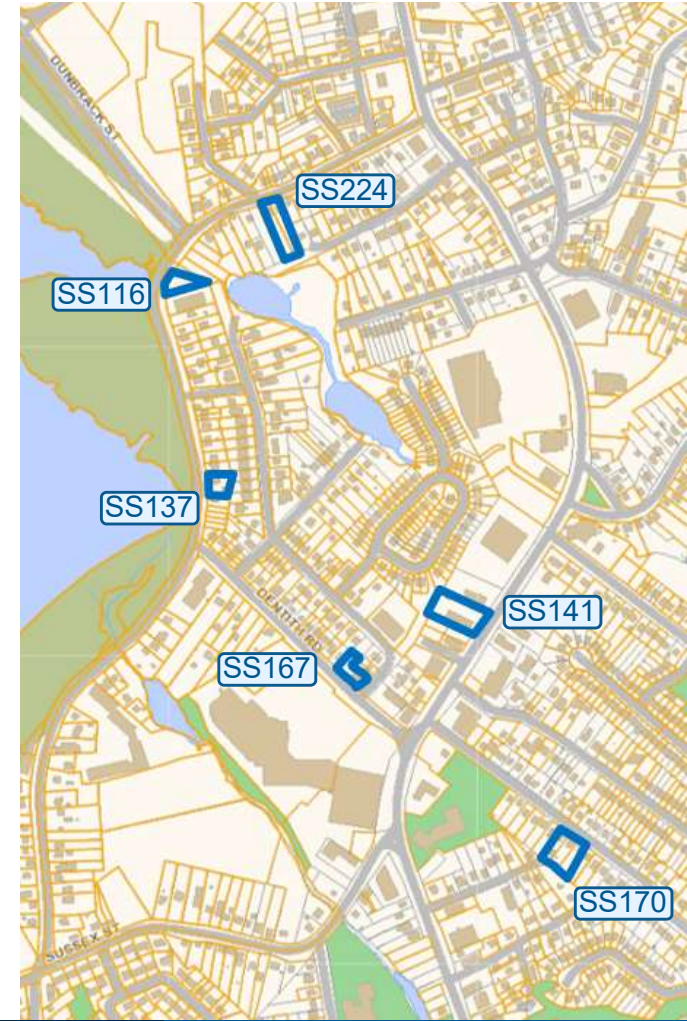 DUNBRACK ST
SS224
SS116
SS137
SS141
DENTITH RD
SS167
SS170
SUSSEX ST